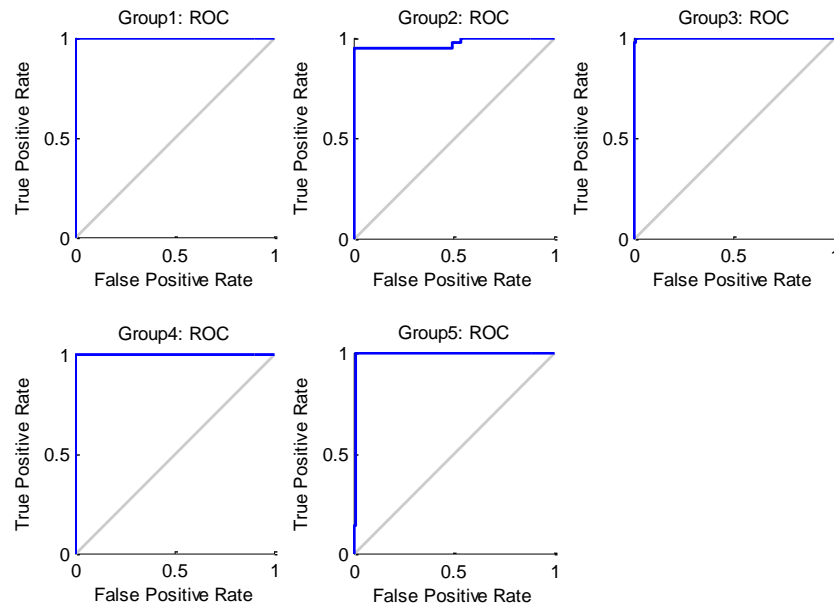 Group1: ROC
1
0.5
0
0 0.5 1
True Positive Rate
False Positive Rate
Group2: ROC
1
0.5
0
0 0.5 1
True Positive Rate
False Positive Rate
Group3: ROC
1
0.5
0
0 0.5 1
True Positive Rate
False Positive Rate
Group4: ROC
1
0.5
0
0 0.5 1
True Positive Rate
False Positive Rate
Group5: ROC
1
0.5
0
0 0.5 1
True Positive Rate
False Positive Rate